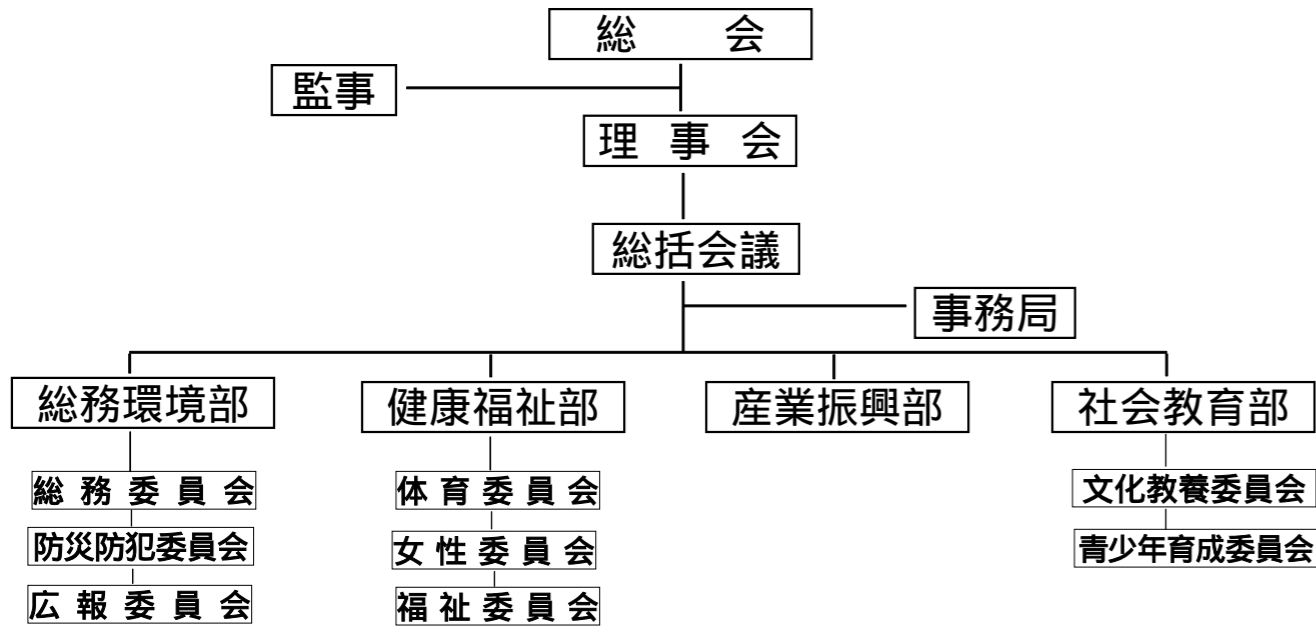 総会
監事
理事会
総括会議
事務局
総務環境部
健康福祉部
産業振興部
社会教育部
総務委員会
防災防犯委員会
広報委員会
体育委員会
女性委員会
福祉委員会
文化教養委員会
青少年育成委員会